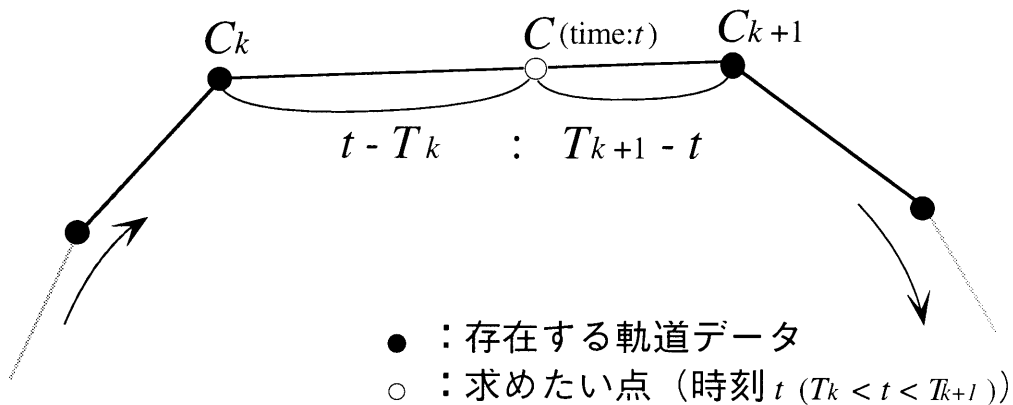 Ck C (time:t) Ck+1
t - Tk : Tk+1 - t
● :存在する軌道データ
○ :求めたい点（時刻 t (Tk < t < Tk+1 )）